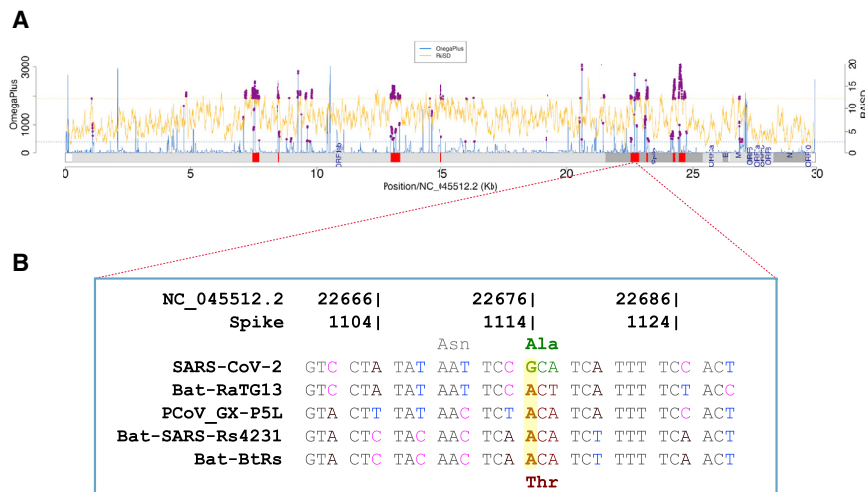 A
OmegaPlus
RAiSD
3000
1000
0
OmegaPlus
20
15
10
5
0
RAiSD
ORF1ab
E
M
N
0
5
10
15
20
25
30
Position/NC_045512.2 (Kb)
B
NC_045512.2 22666| 22676| 22686|
Spike 1104| 1114| 1124|
Asn Ala
SARS-CoV-2 GTC CTA TAT AAT TCC GCA TCA TTT TCC ACT
Bat-RaTG13 GTC CTA TAT AAT TCC ACT TCA TTT TCT ACC
PCoV_GX-P5L GTA CTT TAT AAC TCT ACA TCA TTT TCC ACT
Bat-SARS-Rs4231 GTA CTC TAC AAC TCA ACA TCT TTT TCA ACT
Bat-BtRs GTA CTC TAC AAC TCA ACA TCT TTT TCA ACT
Thr